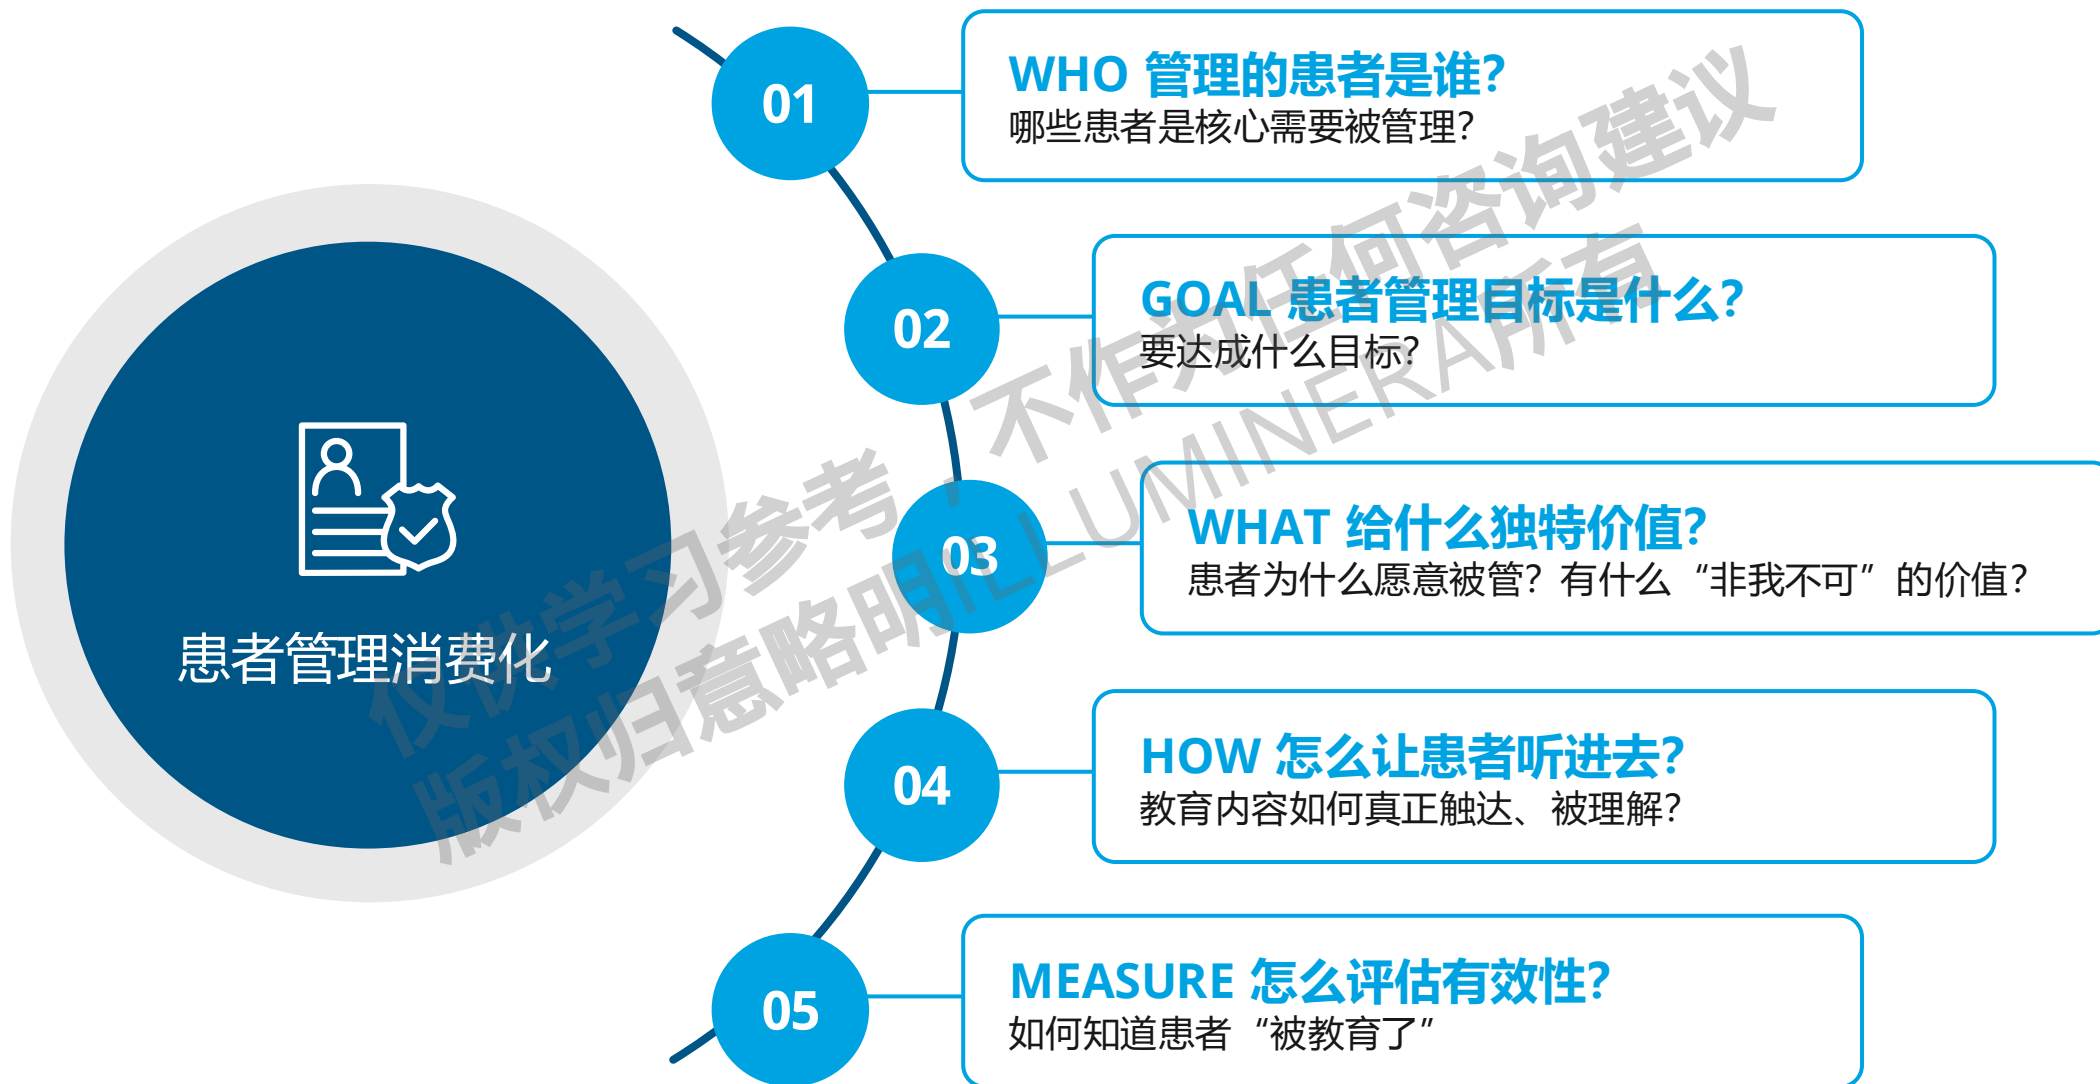 患者管理消费化
01
WHO 管理的患者是谁？
哪些患者是核心需要被管理？
02
GOAL 患者管理目标是什么？
要达成什么目标？
03
WHAT 给什么独特价值？
患者为什么愿意被管？有什么“非我不可”的价值？
04
HOW 怎么让患者听进去？
教育内容如何真正触达、被理解？
05
MEASURE 怎么评估有效性？
如何知道患者“被教育了”
仅供学习参考，不作为任何咨询建议
版权归意略明ILLUMINERA所有